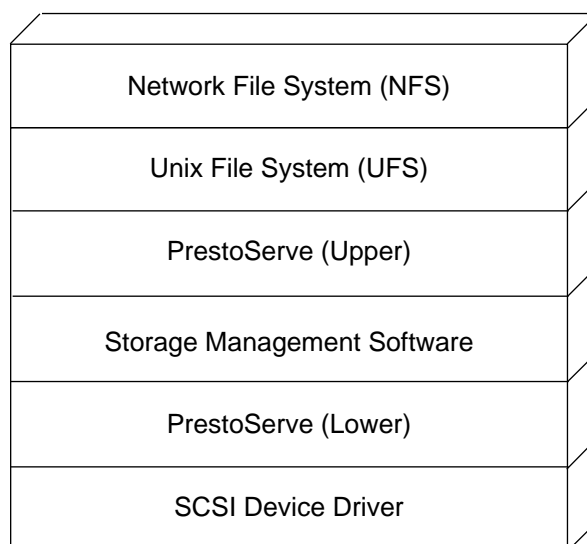 Network File System (NFS)
Unix File System (UFS)
PrestoServe (Upper)
Storage Management Software
PrestoServe (Lower)
SCSI Device Driver